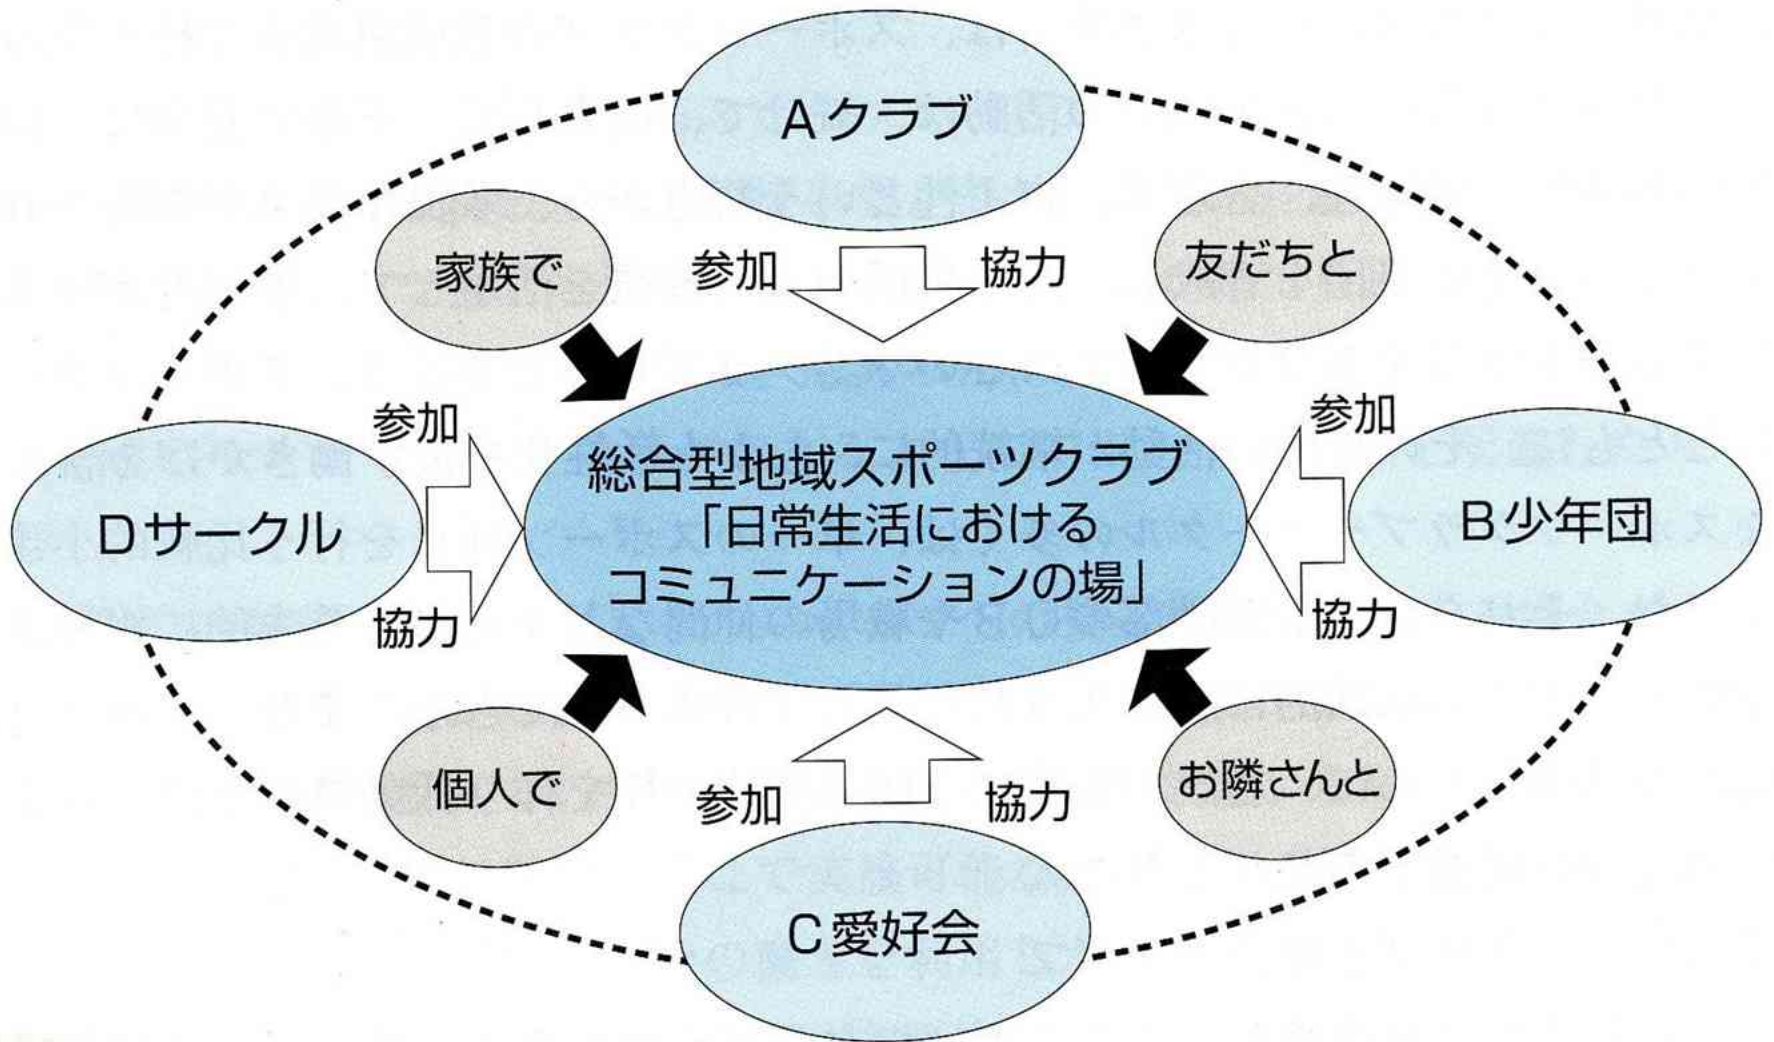 Aクラブ
家族で
参加
協力
友だちと
参加
参加
Dサークル
総合型地域スポーツクラブ
「日常生活における
コミュニケーションの場」
B少年団
協力
協力
個人で
参加
協力
お隣さんと
C愛好会